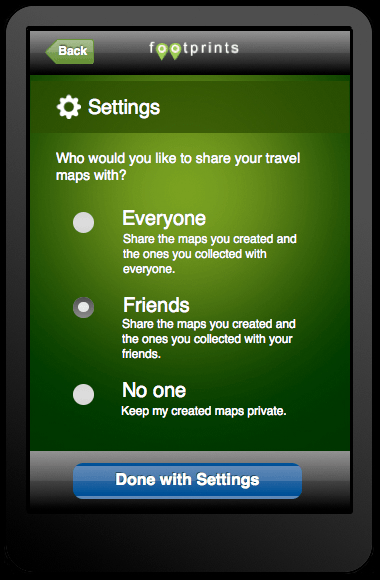 Back
footprints
Settings
Who would you like to share your travel
maps with?
Everyone
Share the maps you created and
the ones you collected with
everyone.
Friends
Share the maps you created and
the ones you collected with your
friends.
No one
Keep my created maps private.
Done with Settings